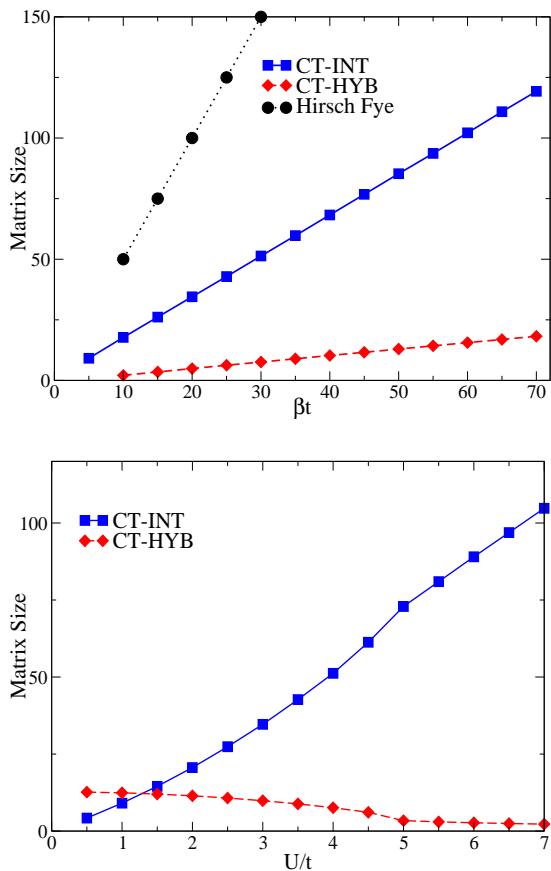 150
100
50
0
Matrix Size
CT-INT
CT-HYB
Hirsch Fye
10 20 30 40 50 60 70
βt
100
50
0
Matrix Size
CT-INT
CT-HYB
0 1 2 3 4 5 6 7
U/t